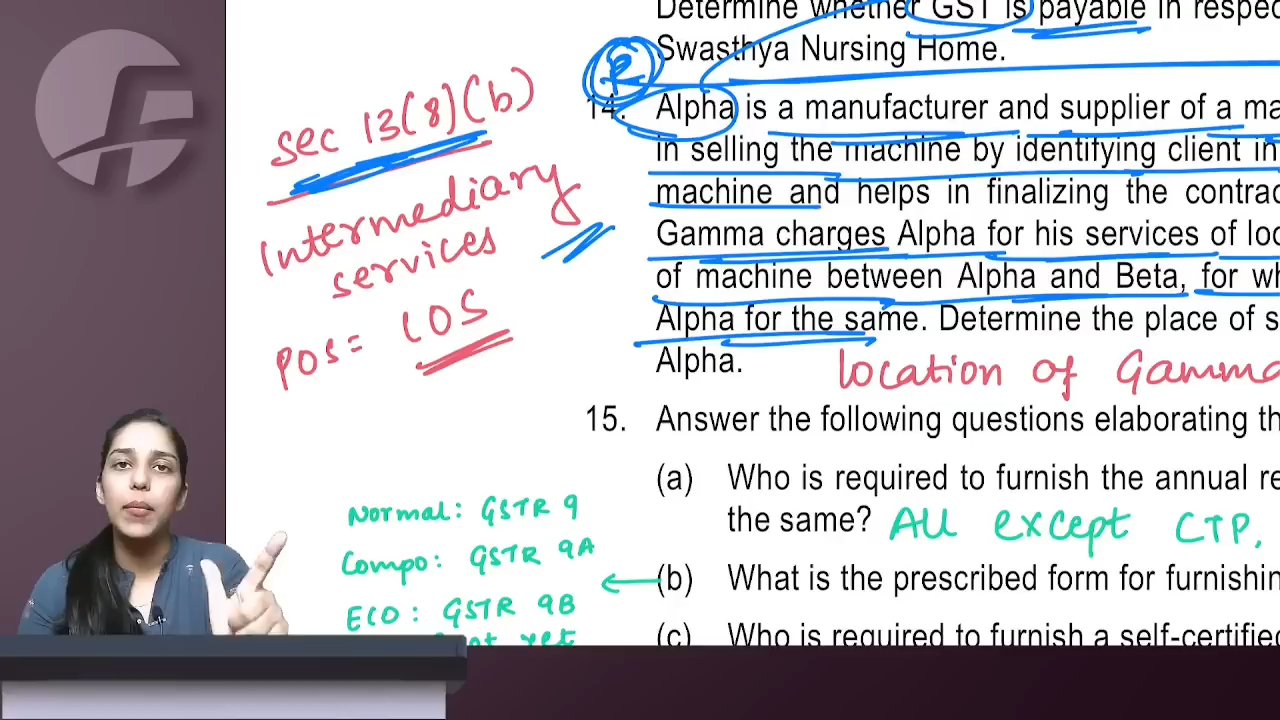 Determine whether GST is payable in respec
Swasthya Nursing Home.
R
14. Alpha is a manufacturer and supplier of a ma
in selling the machine by identifying client in
machine and helps in finalizing the contrac
Gamma charges Alpha for his services of loc
of machine between Alpha and Beta, for wh
Alpha for the same. Determine the place of s
Alpha.
location of Gamma
sec 13(8)(b)
Intermediary
services
POS = LOS
15. Answer the following questions elaborating th
(a) Who is required to furnish the annual re
the same? All except CTP,
(b) What is the prescribed form for furnishin
(c) Who is required to furnish a self-certified
Normal: GSTR 9
Compo: GSTR 9A
ECO: GSTR 9B
yet